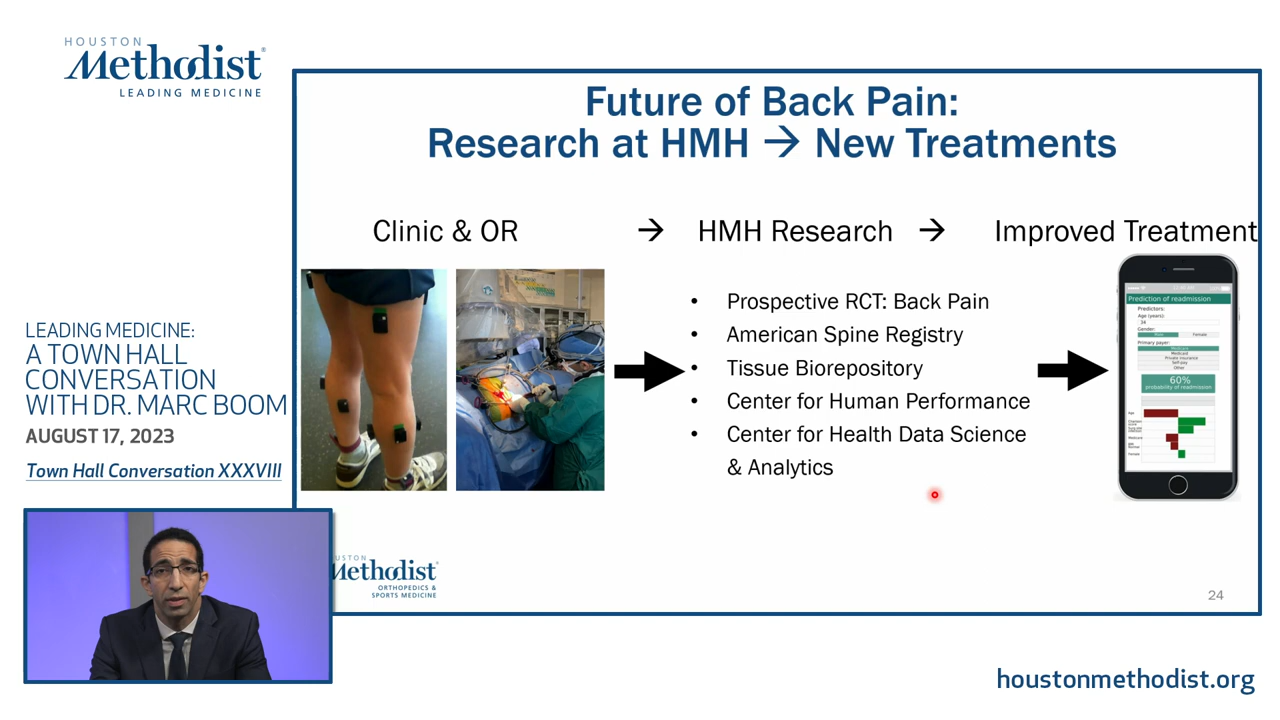 HOUSTON
Methodist
LEADING MEDICINE
LEADING MEDICINE:
A TOWN HALL
CONVERSATION
WITH DR. MARC BOOM
AUGUST 17, 2023
Town Hall Conversation XXXVIII
Future of Back Pain:
Research at HMH → New Treatments
Clinic & OR → HMH Research → Improved Treatment
• Prospective RCT: Back Pain
• American Spine Registry
• Tissue Biorepository
• Center for Human Performance
• Center for Health Data Science
& Analytics
Prediction of readmission
Predictors:
Age (years):
Gender:
Female
Primary payer:
Medicaid
Private insurance
Self-pay
Other
60%
probability of readmission
Age
Female
Methodist
ORTHOPEDICS &
SPORTS MEDICINE
24
houstonmethodist.org